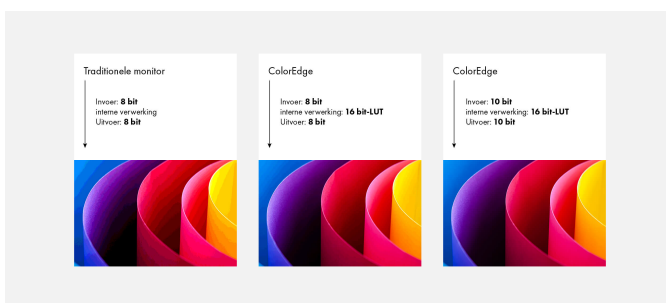 Traditionele monitor
Invoer: 8 bit
interne verwerking
Uitvoer: 8 bit
ColorEdge
Invoer: 8 bit
interne verwerking: 16 bit-LUT
Uitvoer: 8 bit
ColorEdge
Invoer: 10 bit
interne verwerking: 16 bit-LUT
Uitvoer: 10 bit